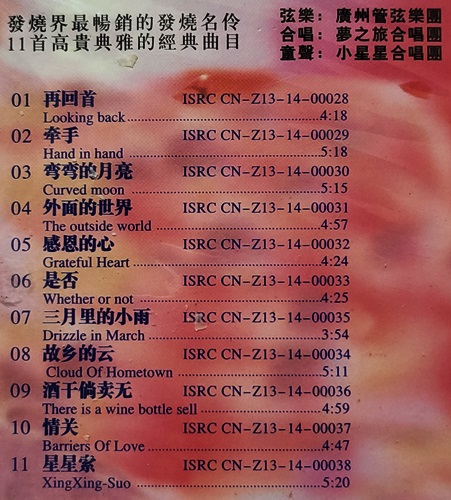 發燒界最暢銷的發燒名伶
11首高貴典雅的經典曲目
弦樂：廣州管弦樂團
合唱：夢之旅合唱團
童聲：小星星合唱團
01 再回首 ISRC CN-Z13-14-00028
Looking back 4:18
02 牵手 ISRC CN-Z13-14-00029
Hand in hand 5:18
03 弯弯的月亮 ISRC CN-Z13-14-00030
Curved moon 5:15
04 外面的世界 ISRC CN-Z13-14-00031
The outside world 4:57
05 感恩的心 ISRC CN-Z13-14-00032
Grateful Heart 4:24
06 是否 ISRC CN-Z13-14-00033
Whether or not 4:25
07 三月里的小雨 ISRC CN-Z13-14-00035
Drizzle in March 3:54
08 故乡的云 ISRC CN-Z13-14-00034
Cloud Of Hometown 5:11
09 酒干倘卖无 ISRC CN-Z13-14-00036
There is a wine bottle sell 4:59
10 情关 ISRC CN-Z13-14-00037
Barriers Of Love 4:47
11 星星索 ISRC CN-Z13-14-00038
XingXing-Suo 5:20